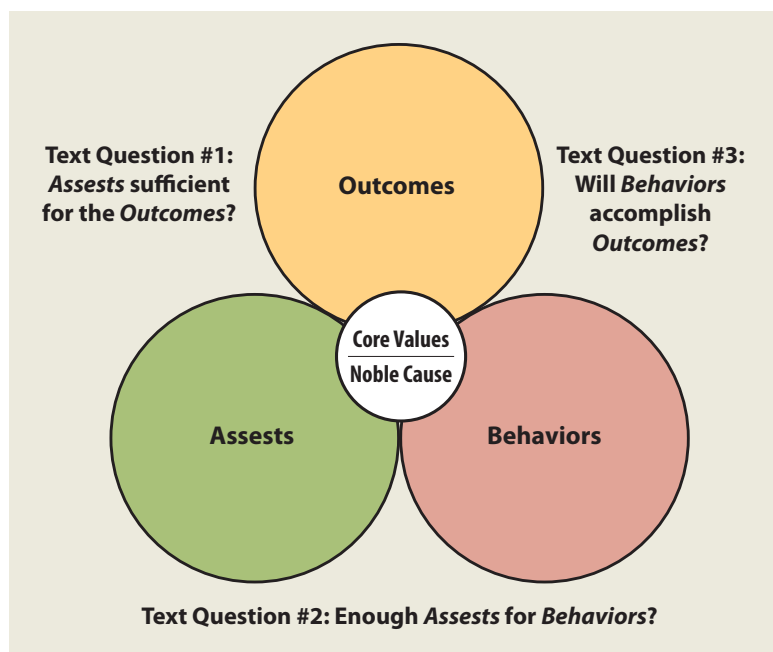 Text Question #1:
Assests sufficient
for the Outcomes?
Outcomes
Text Question #3:
Will Behaviors
accomplish
Outcomes?
Core Values
Noble Cause
Assests
Behaviors
Text Question #2: Enough Assests for Behaviors?